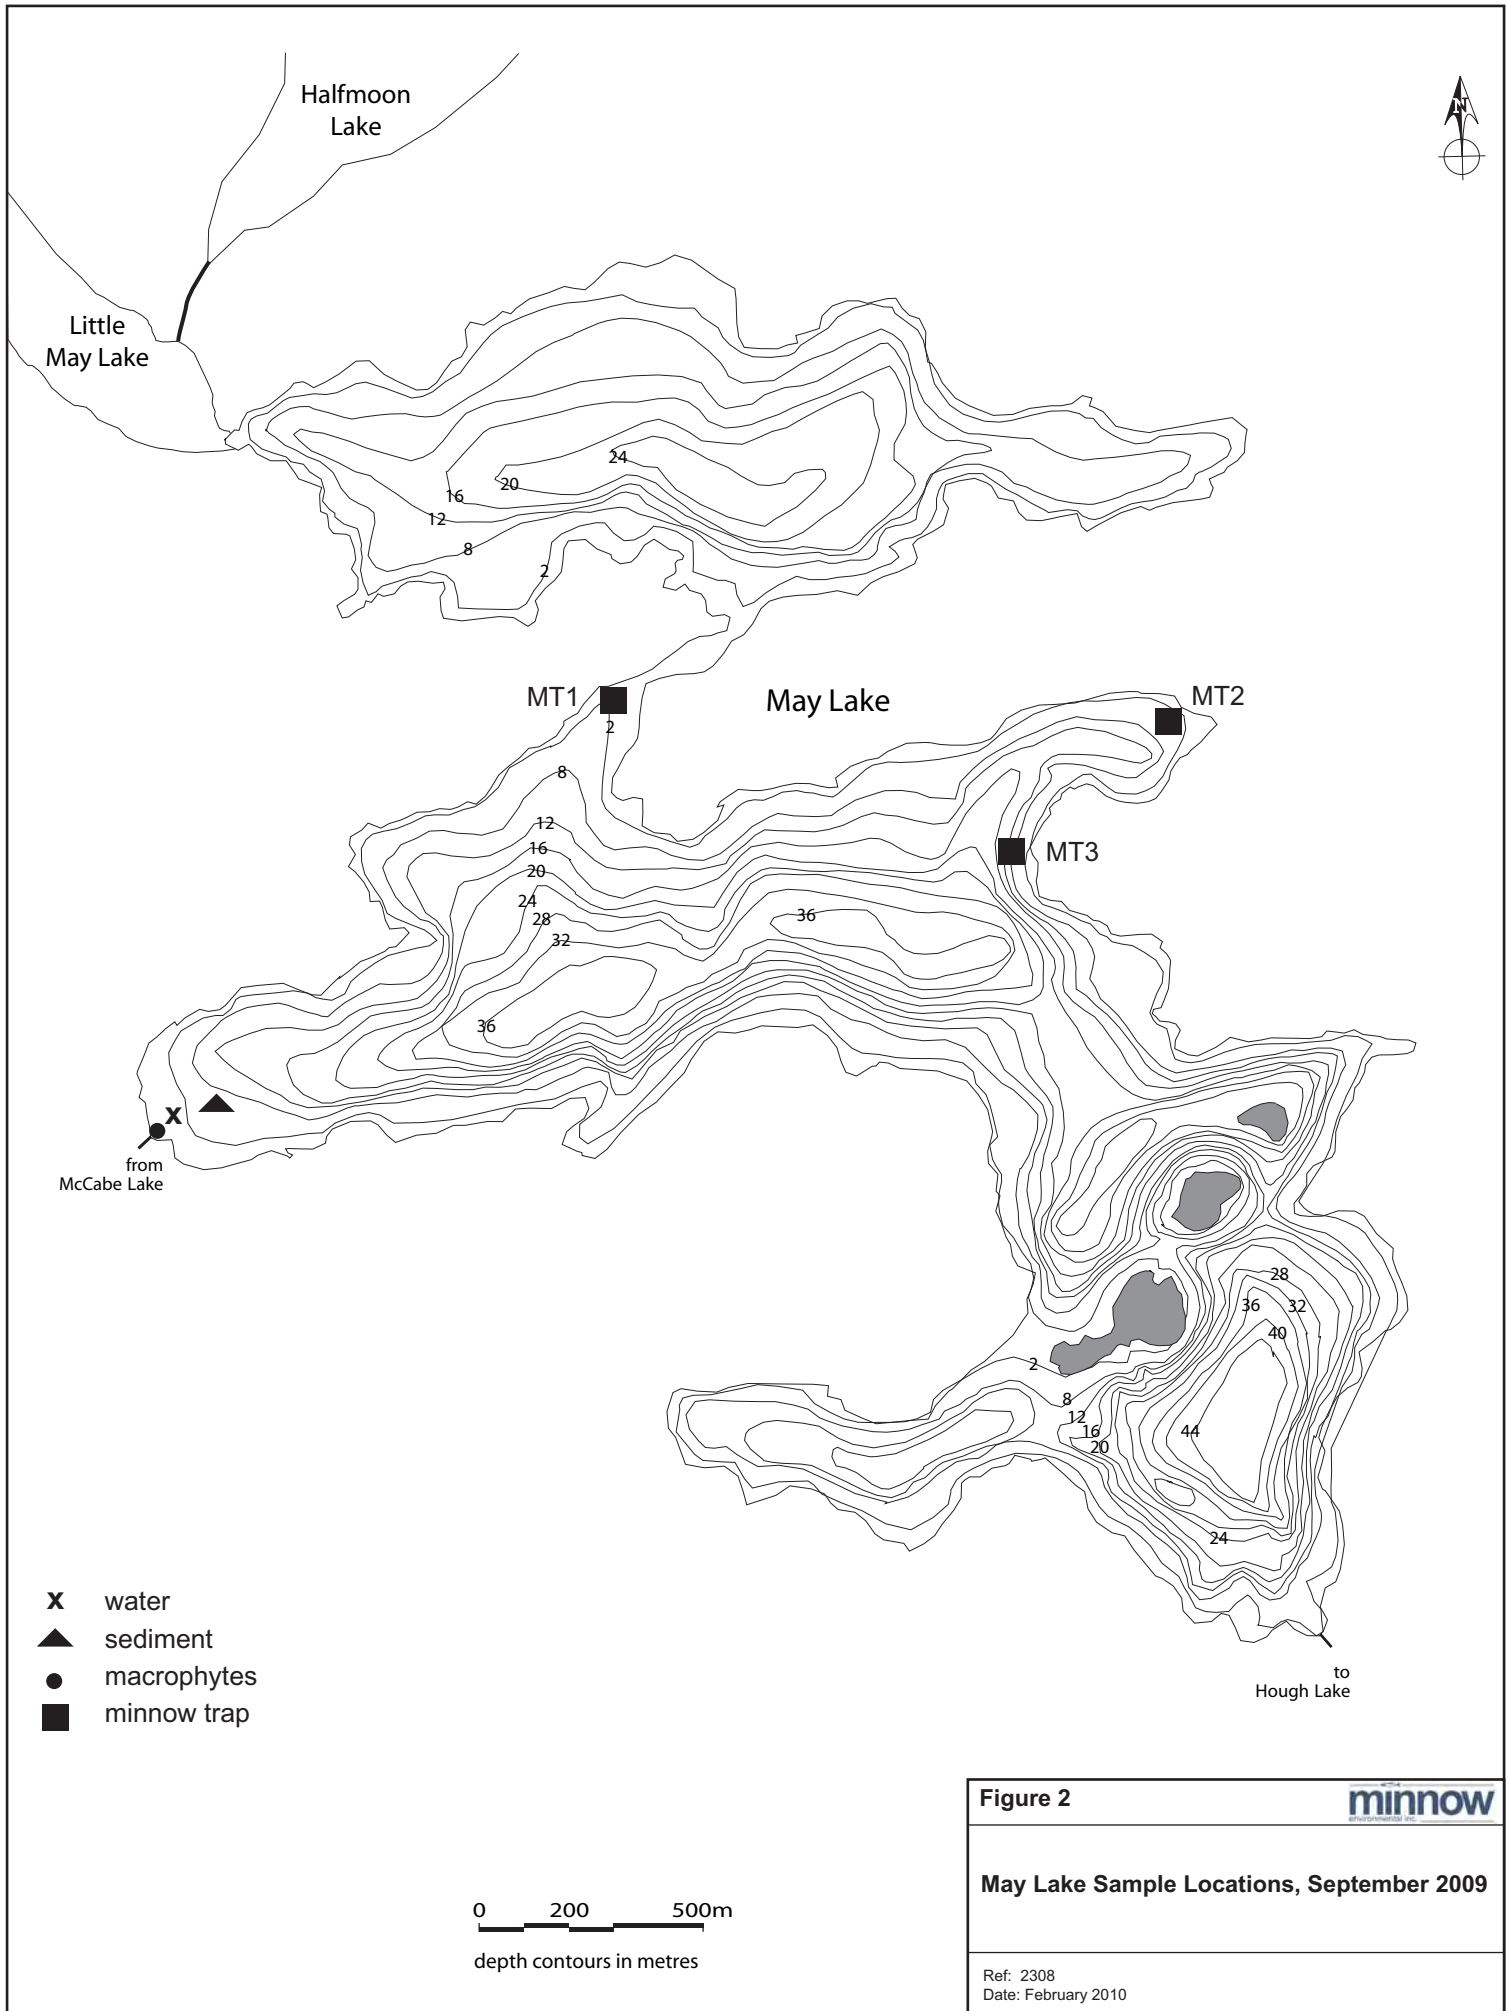 Halfmoon
Lake
N
Little
May Lake
24
20
16
12
8
2
MT1
May Lake
MT2
2
8
12
MT3
16
20
24
36
28
32
36
x
from
McCabe Lake
28
36
32
40
2
8
12
16
44
20
24
x water
sediment
macrophytes
minnow trap
to
Hough Lake
Figure 2
minnow
environmental inc.
May Lake Sample Locations, September 2009
0 200 500m
depth contours in metres
Ref: 2308
Date: February 2010